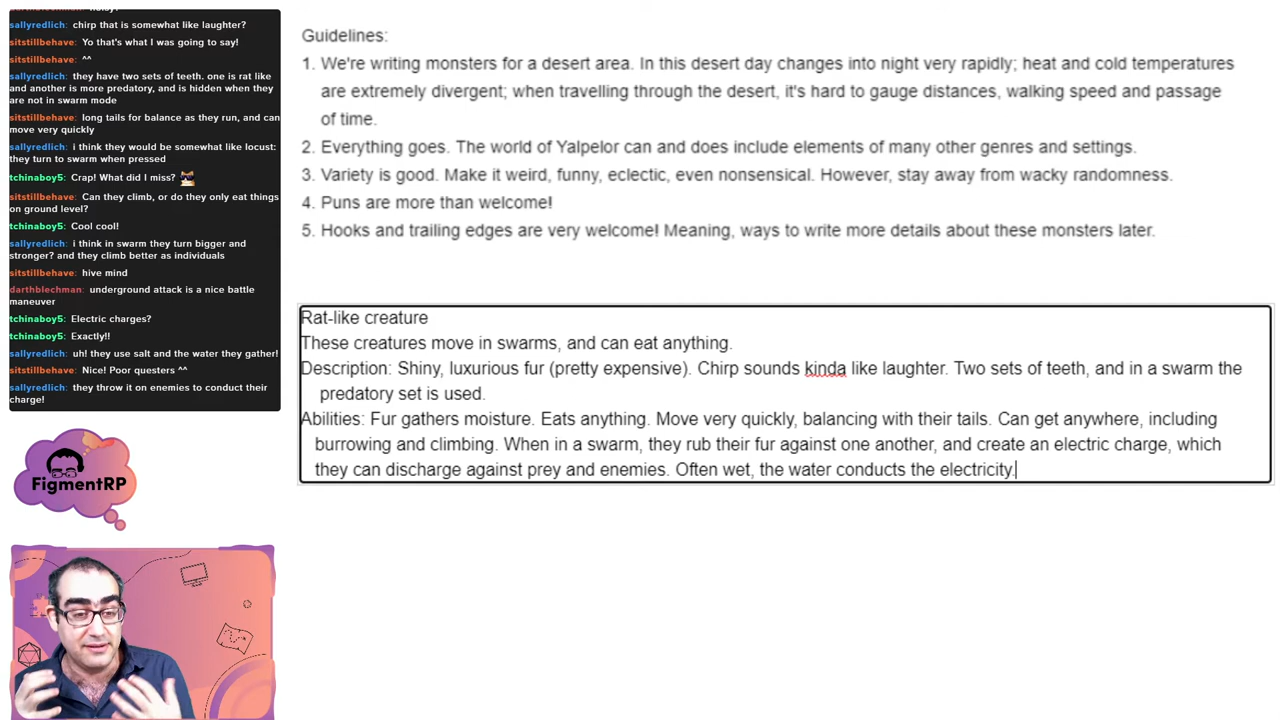 sallyredlich: chirp that is somewhat like laughter?
sitstillbehave: Yo that's what I was going to say!
sitstillbehave: ^^
sallyredlich: they have two sets of teeth. one is rat like
and another is more predatory, and is hidden when they
are not in swarm mode
sitstillbehave: long tails for balance as they run, and can
move very quickly
sallyredlich: i think they would be somewhat like locust:
they turn to swarm when pressed
tchinaboy5: Crap! What did I miss?
sitstillbehave: Can they climb, or do they only eat things
on ground level?
tchinaboy5: Cool cool!
sallyredlich: i think in swarm they turn bigger and
stronger? and they climb better as individuals
sitstillbehave: hive mind
darthblechman: underground attack is a nice battle
maneuver
tchinaboy5: Electric charges?
tchinaboy5: Exactly!!
sallyredlich: uh! they use salt and the water they gather!
sitstillbehave: Nice! Poor questers ^^
sallyredlich: they throw it on enemies to conduct their
charge!
FigmentRP
Guidelines:
1. We're writing monsters for a desert area. In this desert day changes into night very rapidly; heat and cold temperatures
are extremely divergent; when travelling through the desert, it's hard to gauge distances, walking speed and passage
of time.
2. Everything goes. The world of Yalpelor can and does include elements of many other genres and settings.
3. Variety is good. Make it weird, funny, eclectic, even nonsensical. However, stay away from wacky randomness.
4. Puns are more than welcome!
5. Hooks and trailing edges are very welcome! Meaning, ways to write more details about these monsters later.
Rat-like creature
These creatures move in swarms, and can eat anything.
Description: Shiny, luxurious fur (pretty expensive). Chirp sounds kinda like laughter. Two sets of teeth, and in a swarm the
predatory set is used.
Abilities: Fur gathers moisture. Eats anything. Move very quickly, balancing with their tails. Can get anywhere, including
burrowing and climbing. When in a swarm, they rub their fur against one another, and create an electric charge, which
they can discharge against prey and enemies. Often wet, the water conducts the electricity.